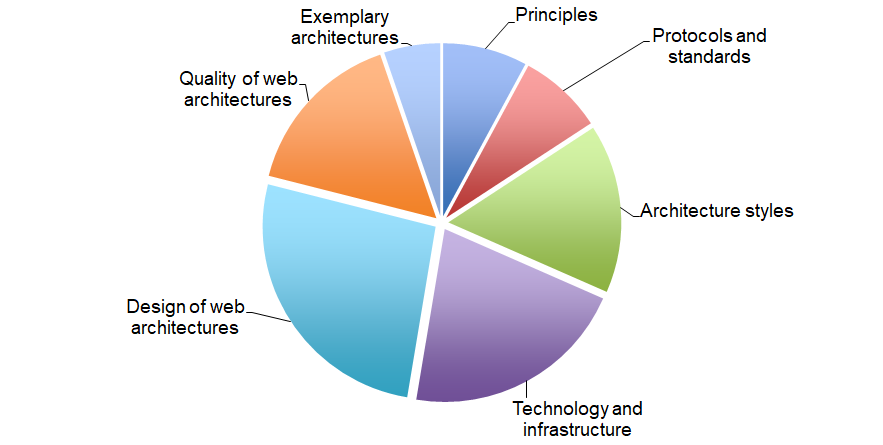 Exemplary
architectures
Principles
Protocols and
standards
Quality of web
architectures
Architecture styles
Design of web
architectures
Technology and
infrastructure